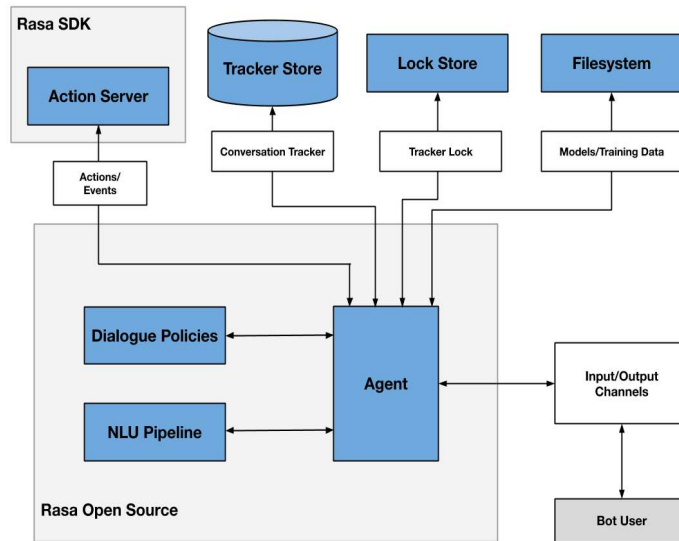 Rasa SDK
Action Server
Tracker Store
Lock Store
Filesystem
Actions/
Events
Conversation Tracker
Tracker Lock
Models/Training Data
Dialogue Policies
Agent
NLU Pipeline
Input/Output
Channels
Rasa Open Source
Bot User